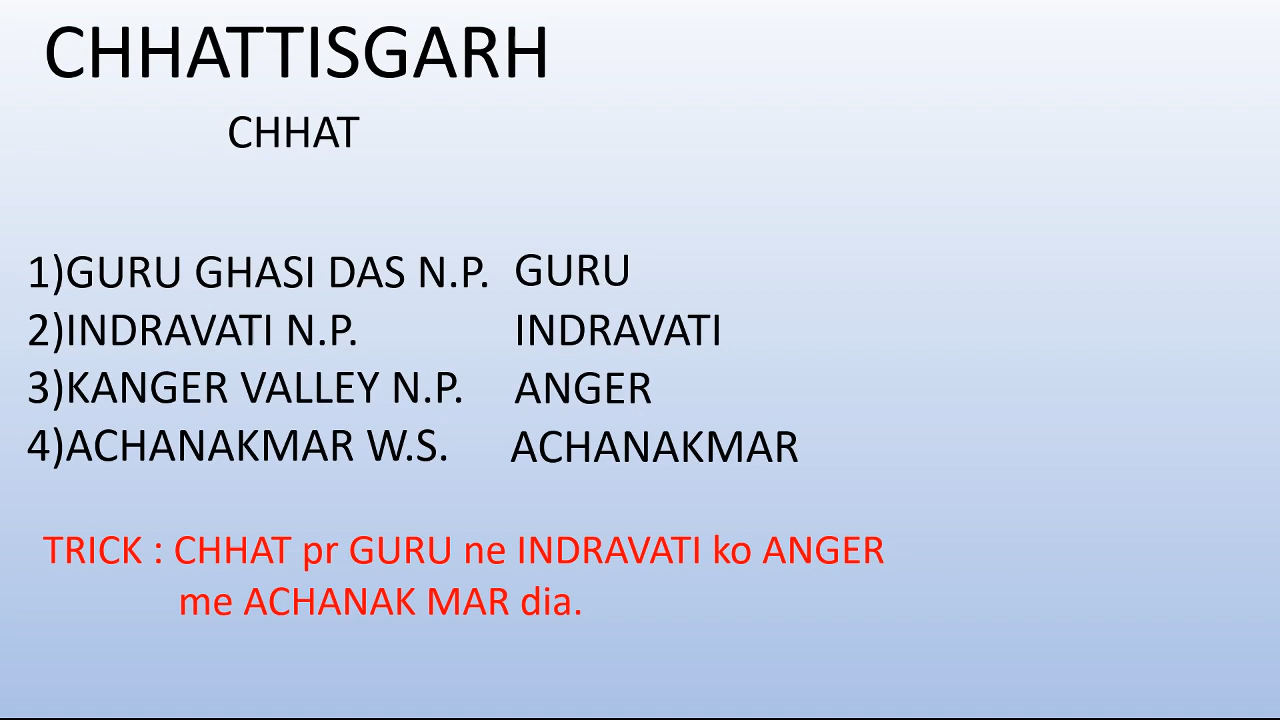 CHHATTISGARH
CHHAT
1)GURU GHASI DAS N.P. GURU
2)INDRAVATI N.P. INDRAVATI
3)KANGER VALLEY N.P. ANGER
4)ACHANAKMAR W.S. ACHANAKMAR
TRICK : CHHAT pr GURU ne INDRAVATI ko ANGER
me ACHANAK MAR dia.